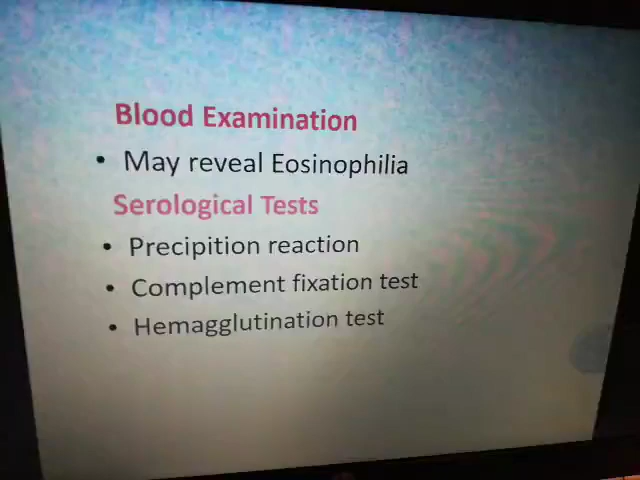 Blood Examination
• May reveal Eosinophilia
Serological Tests
• Precipition reaction
• Complement fixation test
• Hemagglutination test